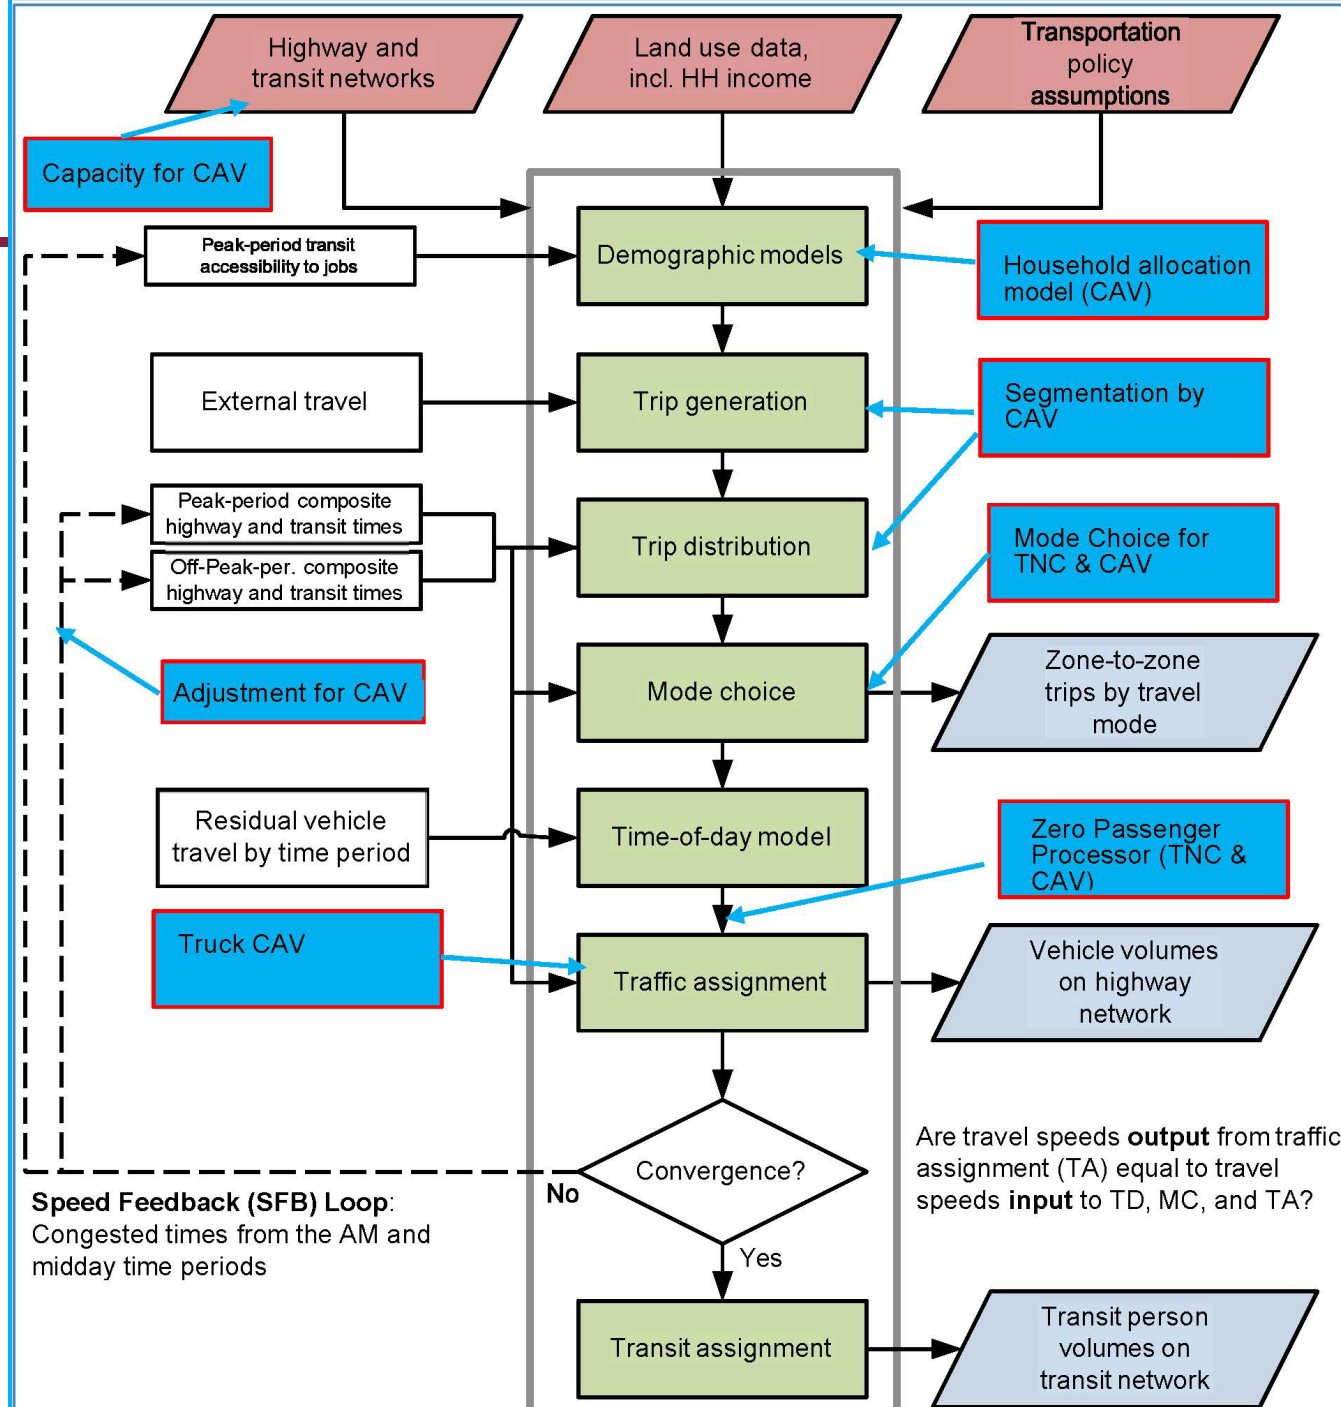 Highway and
transit networks
Land use data,
incl. HH income
Transportation
policy
assumptions
Capacity for CAV
Peak-period transit
accessibility to jobs
Demographic models
Household allocation
model (CAV)
External travel
Trip generation
Segmentation by
CAV
Peak-period composite
highway and transit times
Off-Peak-per. composite
highway and transit times
Trip distribution
Mode Choice for
TNC & CAV
Adjustment for CAV
Mode choice
Zone-to-zone
trips by travel
mode
Residual vehicle
travel by time period
Time-of-day model
Zero Passenger
Processor (TNC &
CAV)
Truck CAV
Traffic assignment
Vehicle volumes
on highway
network
Convergence?
No
Yes
Are travel speeds output from traffic
assignment (TA) equal to travel
speeds input to TD, MC, and TA?
Speed Feedback (SFB) Loop:
Congested times from the AM and
midday time periods
Transit assignment
Transit person
volumes on
transit network